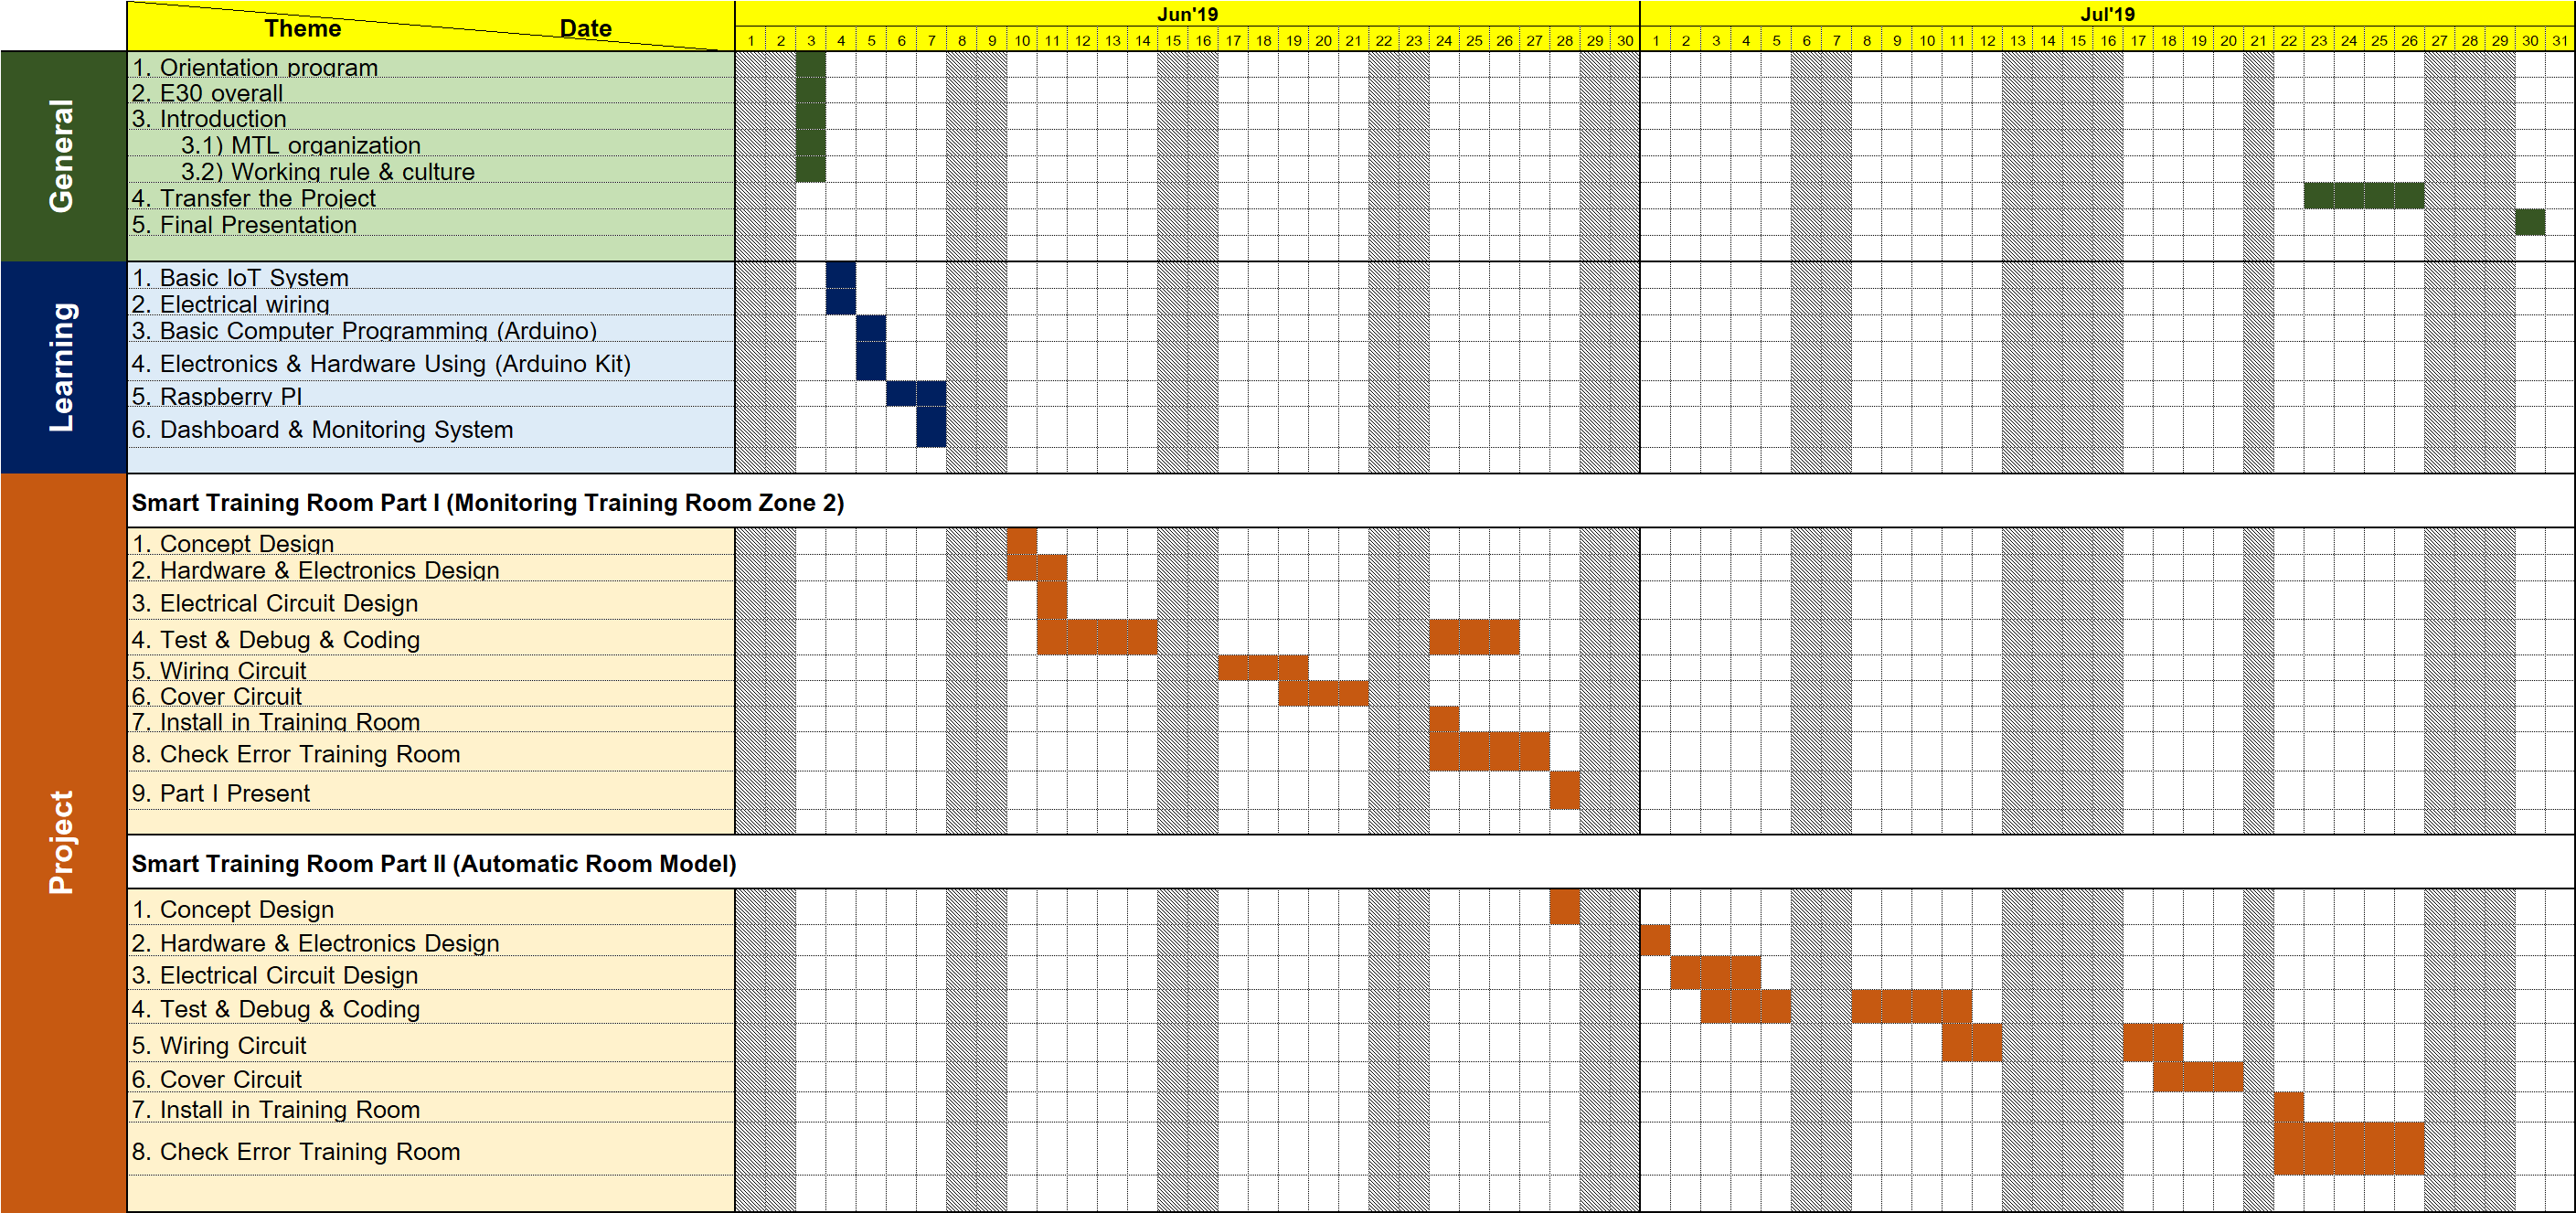 Theme Date Jun'19 Jul'19
1 2 3 4 5 6 7 8 9 10 11 12 13 14 15 16 17 18 19 20 21 22 23 24 25 26 27 28 29 30 1 2 3 4 5 6 7 8 9 10 11 12 13 14 15 16 17 18 19 20 21 22 23 24 25 26 27 28 29 30 31
General
1. Orientation program
2. E30 overall
3. Introduction
3.1) MTL organization
3.2) Working rule & culture
4. Transfer the Project
5. Final Presentation
Learning
1. Basic IoT System
2. Electrical wiring
3. Basic Computer Programming (Arduino)
4. Electronics & Hardware Using (Arduino Kit)
5. Raspberry PI
6. Dashboard & Monitoring System
Project
Smart Training Room Part I (Monitoring Training Room Zone 2)
1. Concept Design
2. Hardware & Electronics Design
3. Electrical Circuit Design
4. Test & Debug & Coding
5. Wiring Circuit
6. Cover Circuit
7. Install in Training Room
8. Check Error Training Room
9. Part I Present
Smart Training Room Part II (Automatic Room Model)
1. Concept Design
2. Hardware & Electronics Design
3. Electrical Circuit Design
4. Test & Debug & Coding
5. Wiring Circuit
6. Cover Circuit
7. Install in Training Room
8. Check Error Training Room